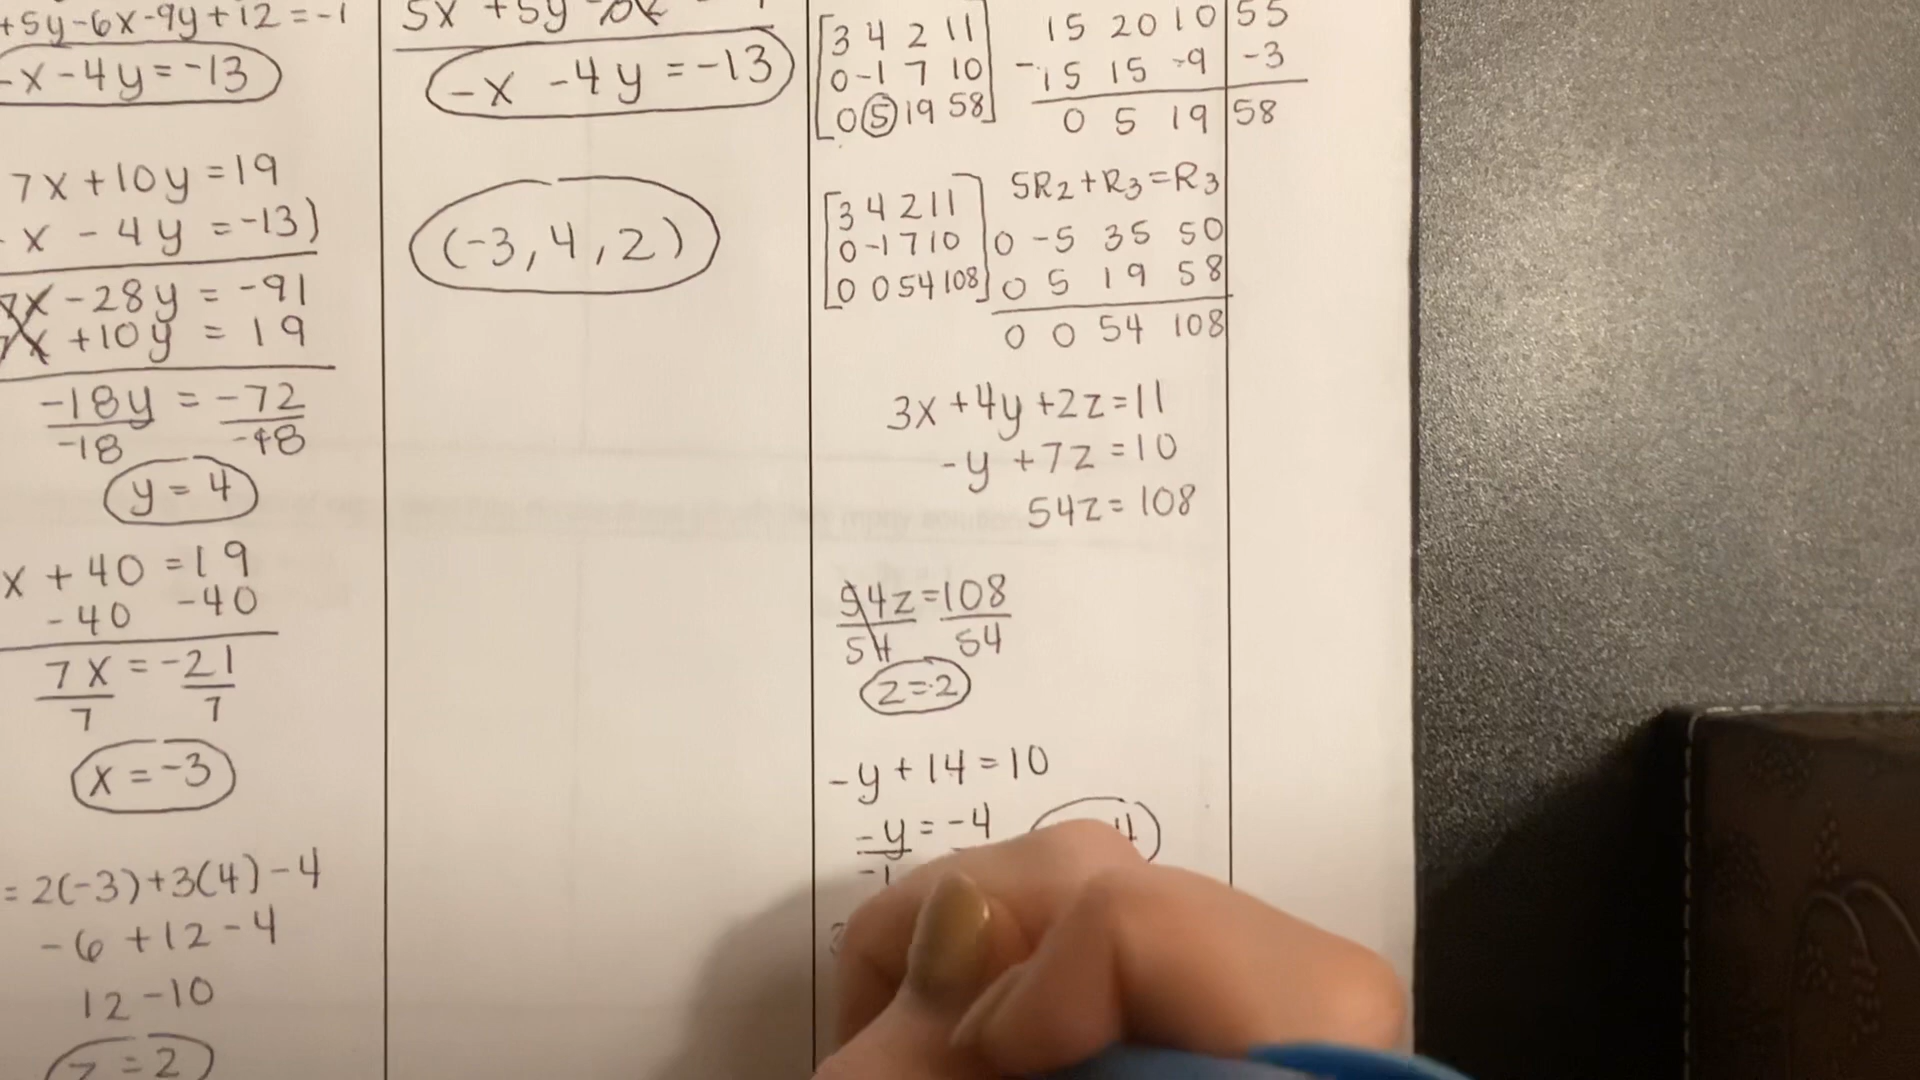 +5y-6x-9y+12=-1
-x-4y=-13
7x+10y=19
x - 4y = -13)
7x-28y = -91
7x +10y = 19
-18y = -72
-18 -18
y = 4
x + 40 = 19
-40 -40
7x = -21
7 7
x = -3
= 2(-3)+3(4)-4
-6 +12 -4
12 -10
z = 2
5x +5y
-x -4y = -13
(-3, 4, 2)
3 4 2 11
0 -1 7 10
0 5 19 58
15 20 10 55
- 15 15 -9 -3
0 5 19 58
5R2+R3=R3
3 4 2 11
0 -1 7 10
0 0 54 108
0 -5 35 50
0 5 19 58
0 0 54 108
3x+4y+2z=11
-y +7z =10
54z=108
54z=108
54 54
z=2
-y+14=10
-y = -4
-1
4